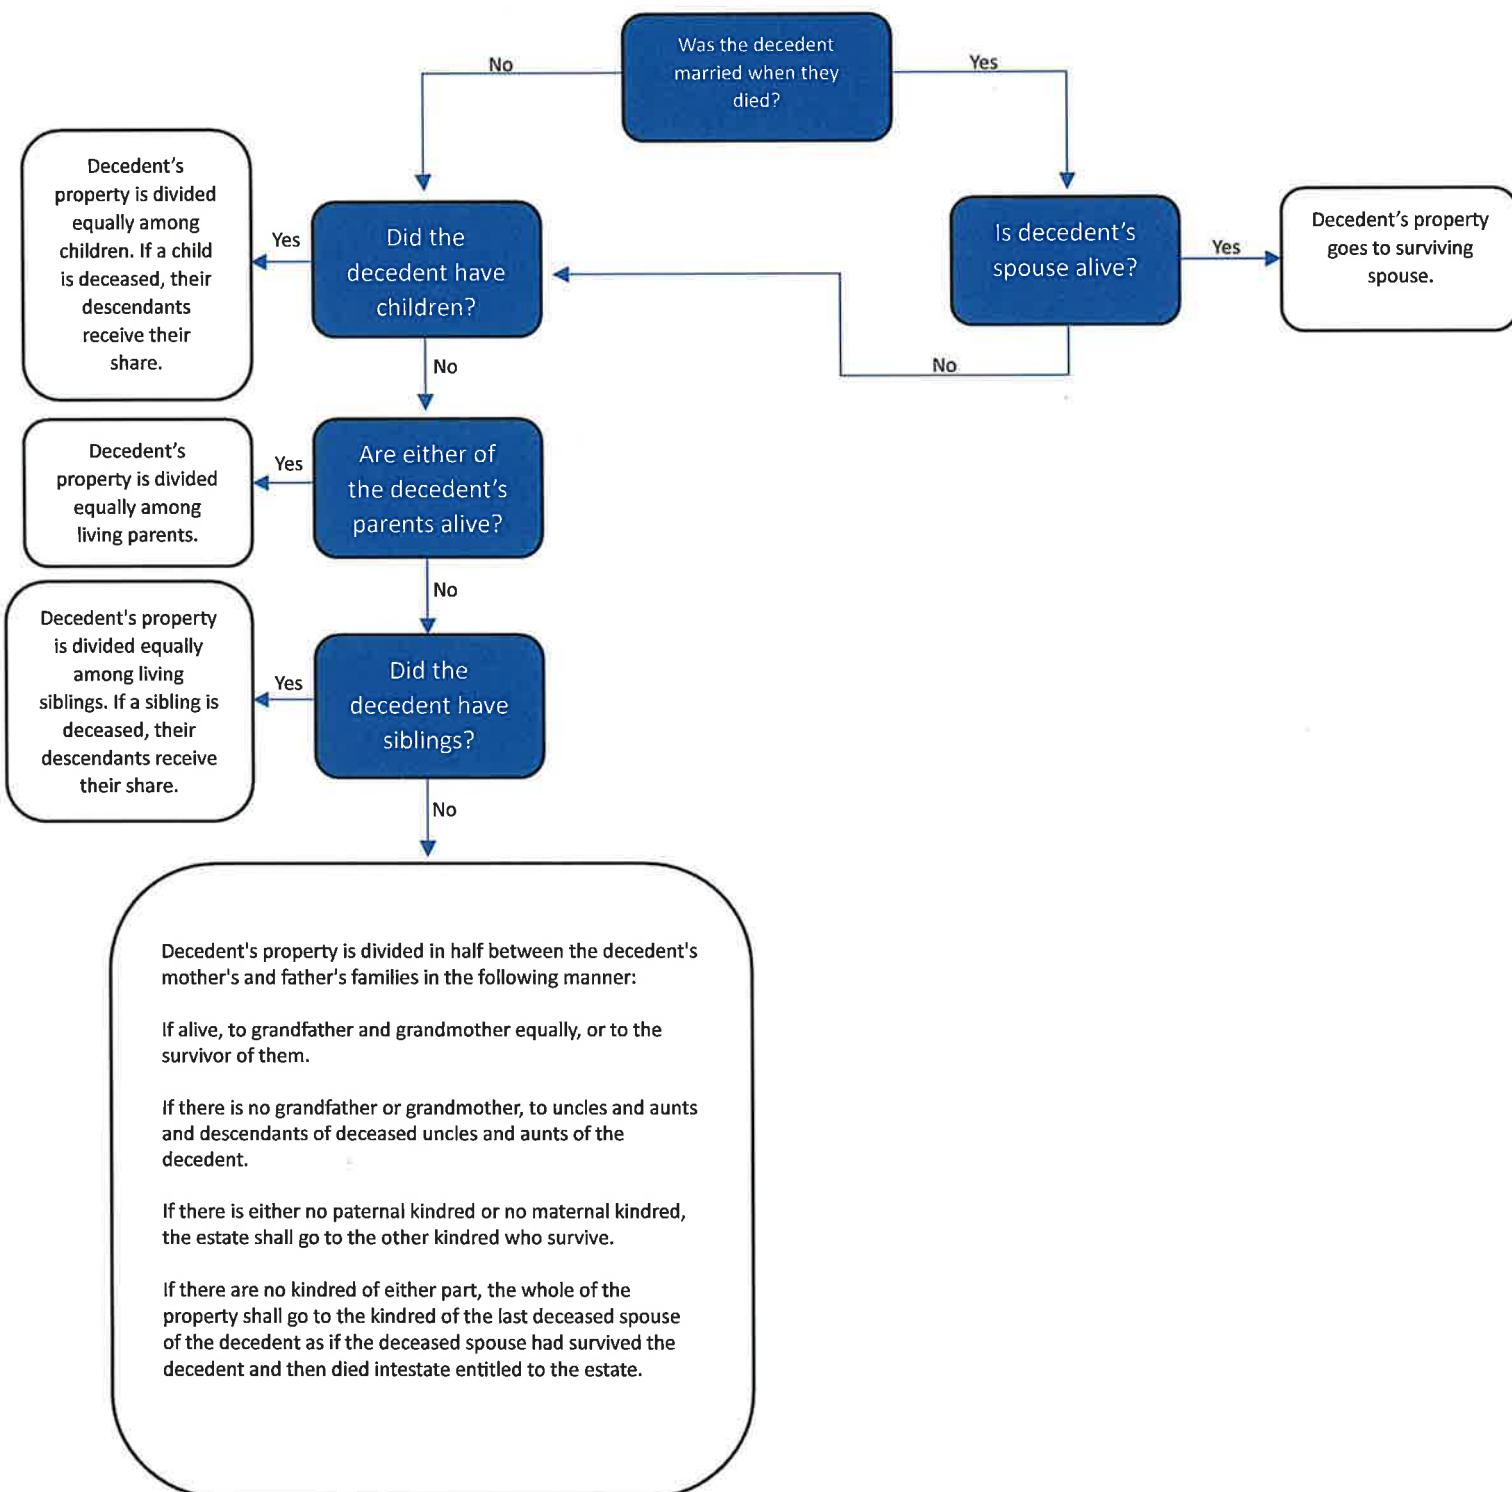 Was the decedent
married when they
died?
No
Yes
Decedent’s
property is divided
equally among
children. If a child
is deceased, their
descendants
receive their
share.
Yes
Did the
decedent have
children?
Is decedent’s
spouse alive?
Yes
Decedent’s property
goes to surviving
spouse.
No
No
Decedent’s
property is divided
equally among
living parents.
Yes
Are either of
the decedent’s
parents alive?
No
Decedent's property
is divided equally
among living
siblings. If a sibling is
deceased, their
descendants receive
their share.
Yes
Did the
decedent have
siblings?
No
Decedent's property is divided in half between the decedent's
mother's and father's families in the following manner:
If alive, to grandfather and grandmother equally, or to the
survivor of them.
If there is no grandfather or grandmother, to uncles and aunts
and descendants of deceased uncles and aunts of the
decedent.
If there is either no paternal kindred or no maternal kindred,
the estate shall go to the other kindred who survive.
If there are no kindred of either part, the whole of the
property shall go to the kindred of the last deceased spouse
of the decedent as if the deceased spouse had survived the
decedent and then died intestate entitled to the estate.